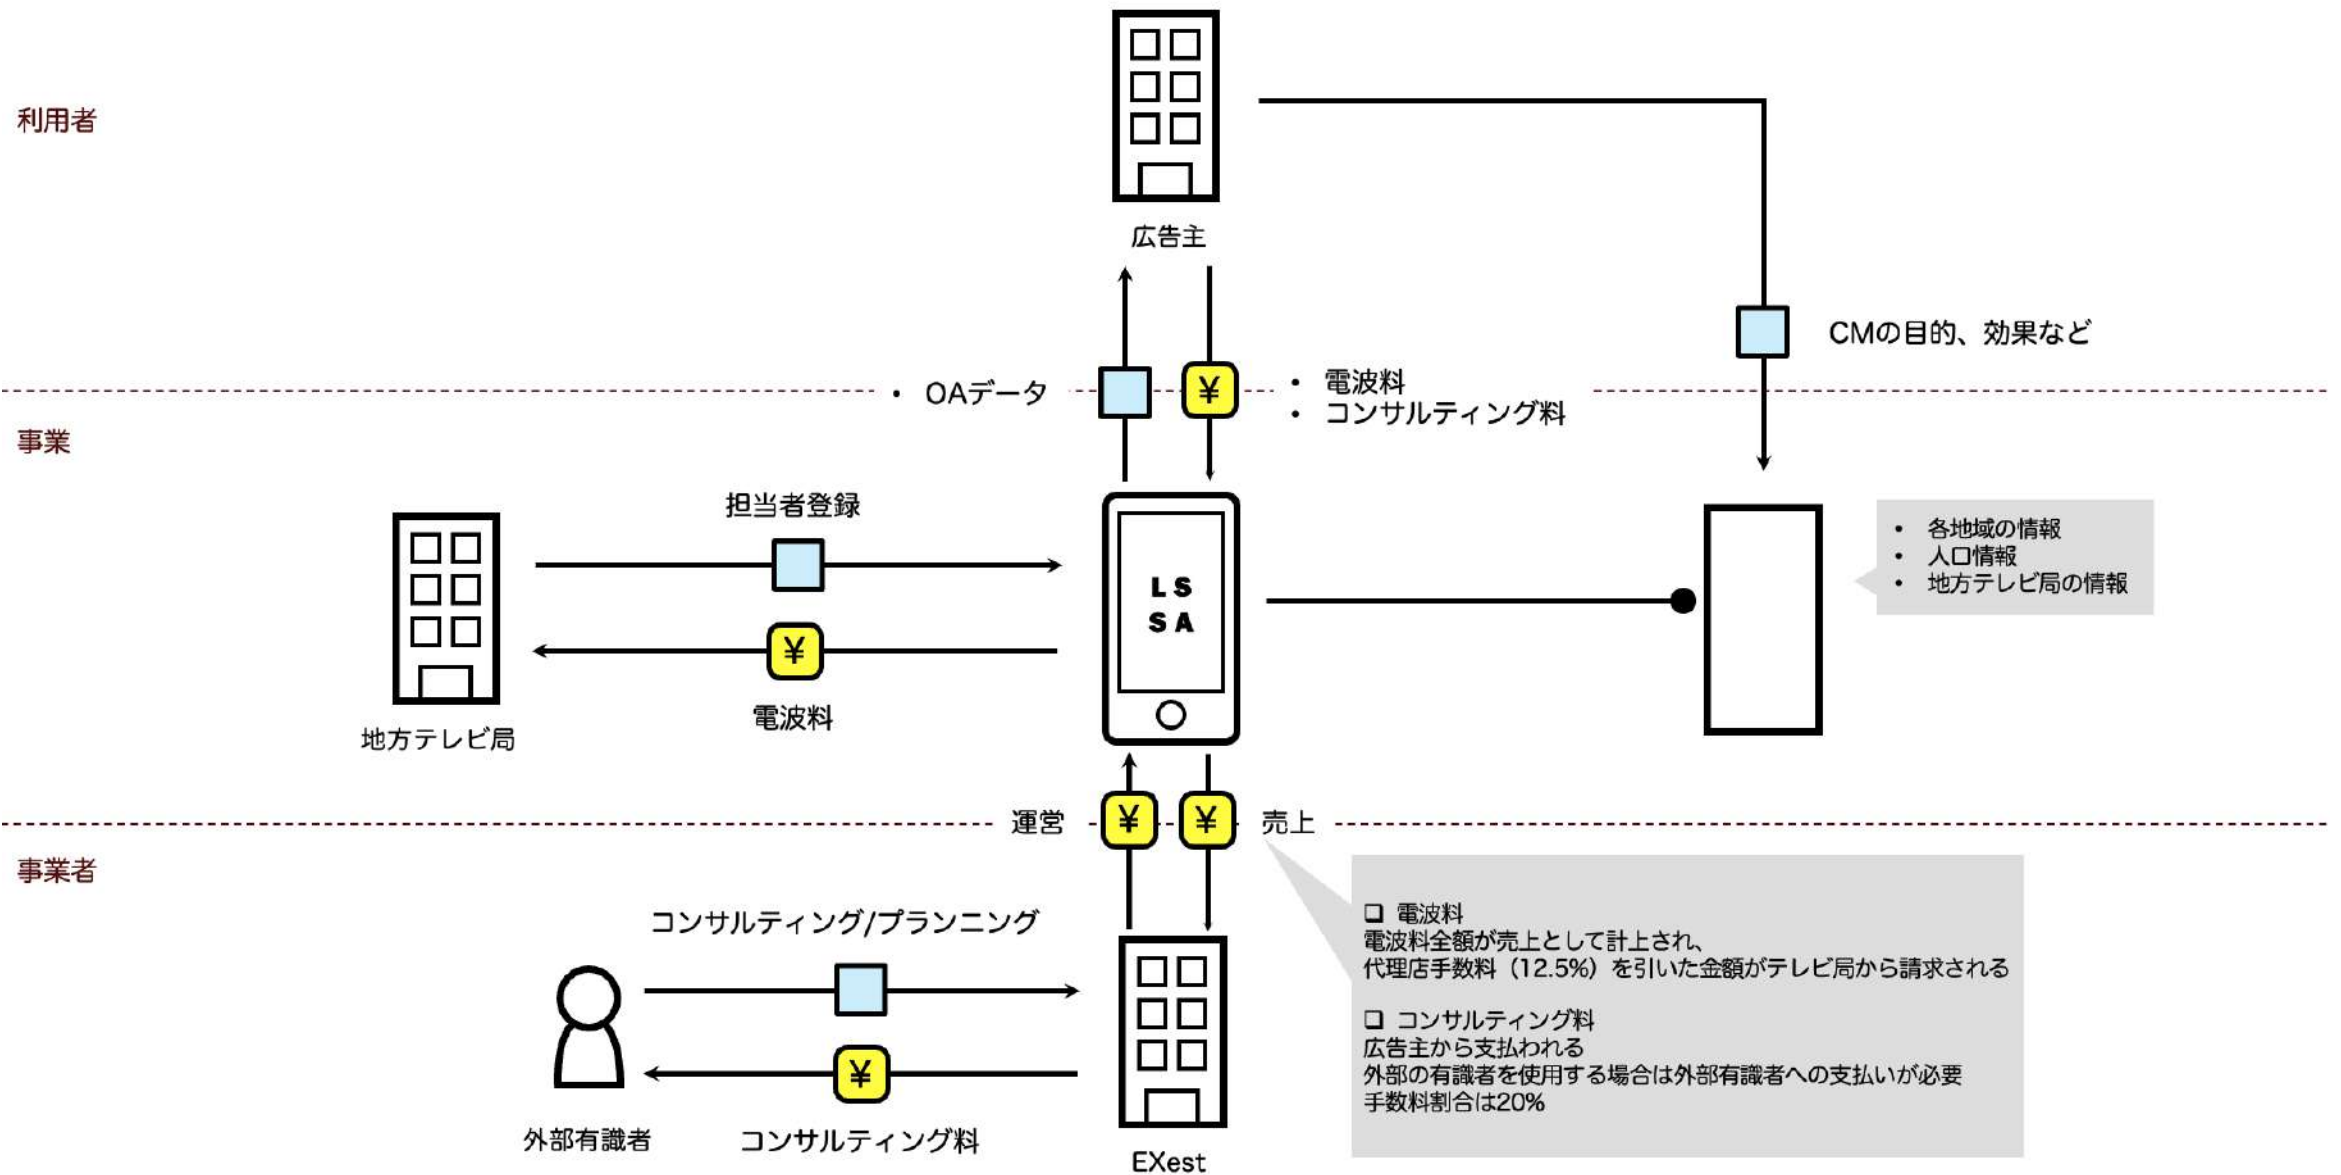 利用者
広告主
CMの目的、効果など
• OAデータ
¥
• 電波料
• コンサルティング料
事業
担当者登録
¥
電波料
地方テレビ局
L S
S A
• 各地域の情報
• 人口情報
• 地方テレビ局の情報
運営
¥
¥
売上
事業者
コンサルティング/プランニング
¥
コンサルティング料
外部有識者
EXest
❑ 電波料
電波料全額が売上として計上され、
代理店手数料（12.5%）を引いた金額がテレビ局から請求される
❑ コンサルティング料
広告主から支払われる
外部の有識者を使用する場合は外部有識者への支払いが必要
手数料割合は20%